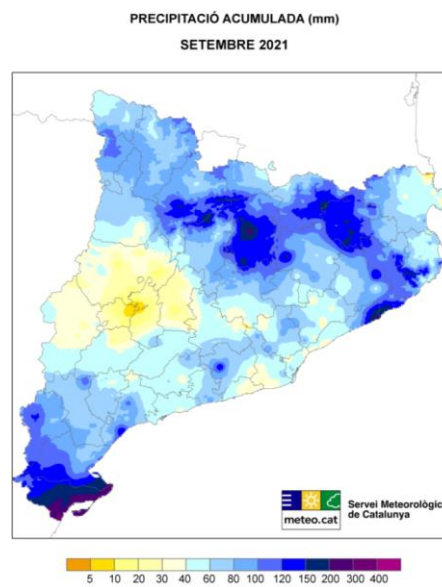 PRECIPITACIÓ ACUMULADA (mm)
SETEMBRE 2021
meteo.cat
Servei Meteorològic
de Catalunya
5 10 20 30 40 60 80 100 120 150 200 300 400